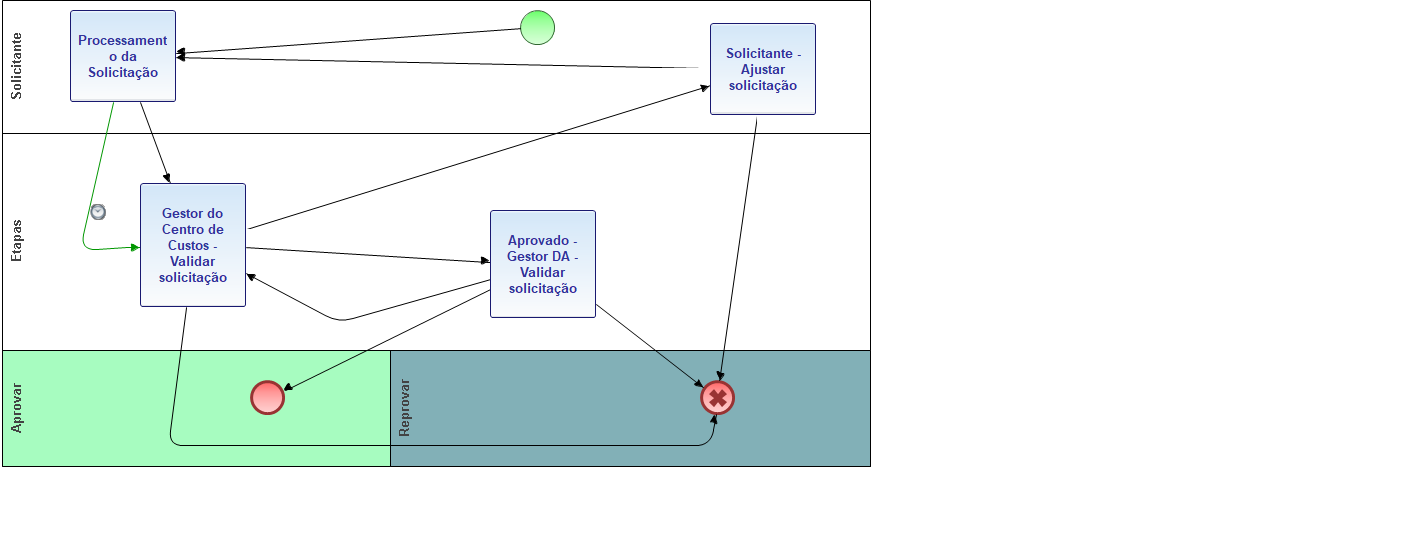 Solicitante
Processament
o da
Solicitação
Solicitante -
Ajustar
solicitação
Etapas
Gestor do
Centro de
Custos -
Validar
solicitação
Aprovado -
Gestor DA -
Validar
solicitação
Aprovar
Reprovar